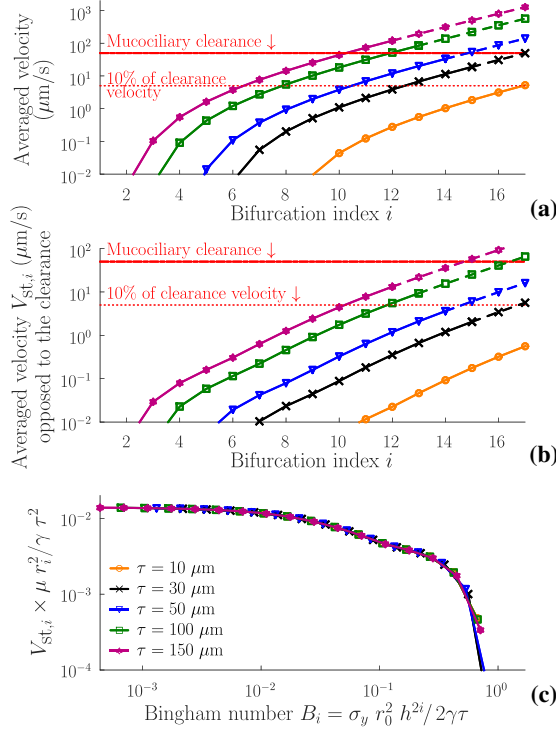 10³
10²
10¹
10⁰
10⁻¹
10⁻²
Averaged velocity
(μm/s)
Mucociliary clearance ↓
10% of clearance
velocity
2 4 6 8 10 12 14 16
Bifurcation index i
(a)
10²
10¹
10⁰
10⁻¹
10⁻²
Averaged velocity V_st,i (μm/s)
opposed to the clearance
Mucociliary clearance ↓
10% of clearance velocity ↓
2 4 6 8 10 12 14 16
Bifurcation index i
(b)
10⁻²
10⁻³
10⁻⁴
V_st,i × μ r_i²/γ τ²
τ = 10 μm
τ = 30 μm
τ = 50 μm
τ = 100 μm
τ = 150 μm
10⁻³ 10⁻² 10⁻¹ 10⁰
Bingham number B_i = σ_y r_0² h²ⁱ/2γτ
(c)